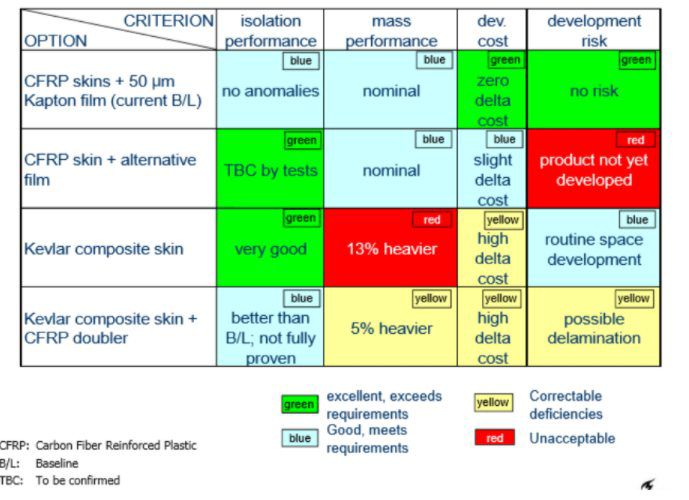 CRITERION
OPTION
isolation
performance
mass
performance
dev.
cost
development
risk
CFRP skins + 50 µm
Kapton film (current B/L)
blue
no anomalies
blue
nominal
green
zero
delta
cost
green
no risk
CFRP skin + alternative
film
green
TBC by tests
blue
nominal
blue
slight
delta
cost
red
product not yet
developed
Kevlar composite skin
green
very good
red
13% heavier
yellow
high
delta
cost
blue
routine space
development
Kevlar composite skin +
CFRP doubler
blue
better than
B/L; not fully
proven
yellow
5% heavier
yellow
high
delta
cost
yellow
possible
delamination
green
excellent, exceeds
requirements
blue
Good, meets
requirements
yellow
Correctable
deficiencies
red
Unacceptable
CFRP: Carbon Fiber Reinforced Plastic
B/L: Baseline
TBC: To be confirmed